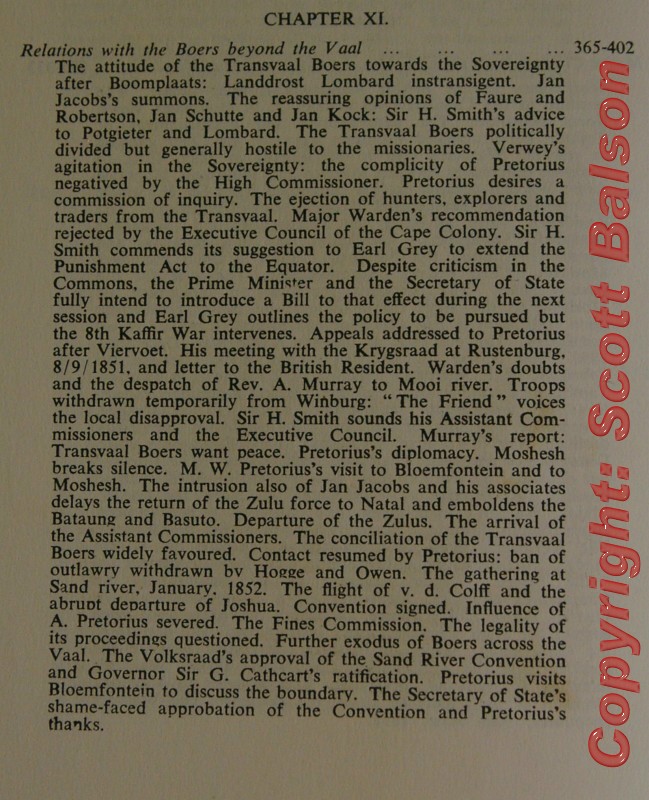 CHAPTER XI.
Relations with the Boers beyond the Vaal ... ... ... ... 365-402
The attitude of the Transvaal Boers towards the Sovereignty
after Boomplaats: Landdrost Lombard instransigent. Jan
Jacobs's summons. The reassuring opinions of Faure and
Robertson, Jan Schutte and Jan Kock: Sir H. Smith's advice
to Potgieter and Lombard. The Transvaal Boers politically
divided but generally hostile to the missionaries. Verwey's
agitation in the Sovereignty: the complicity of Pretorius
negatived by the High Commissioner. Pretorius desires a
commission of inquiry. The ejection of hunters, explorers and
traders from the Transvaal. Major Warden's recommendation
rejected by the Executive Council of the Cape Colony. Sir H.
Smith commends its suggestion to Earl Grey to extend the
Punishment Act to the Equator. Despite criticism in the
Commons, the Prime Minister and the Secretary of State
fully intend to introduce a Bill to that effect during the next
session and Earl Grey outlines the policy to be pursued but
the 8th Kaffir War intervenes. Appeals addressed to Pretorius
after Viervoet. His meeting with the Krygsraad at Rustenburg,
8/9/1851, and letter to the British Resident. Warden's doubts
and the despatch of Rev. A. Murray to Mooi river. Troops
withdrawn temporarily from Winburg: "The Friend" voices
the local disapproval. Sir H. Smith sounds his Assistant Com-
missioners and the Executive Council. Murray's report:
Transvaal Boers want peace. Pretorius's diplomacy. Moshesh
breaks silence. M. W. Pretorius's visit to Bloemfontein and to
Moshesh. The intrusion also of Jan Jacobs and his associates
delays the return of the Zulu force to Natal and emboldens the
Bataung and Basuto. Departure of the Zulus. The arrival of
the Assistant Commissioners. The conciliation of the Transvaal
Boers widely favoured. Contact resumed by Pretorius: ban of
outlawry withdrawn by Hogge and Owen. The gathering at
Sand river, January, 1852. The flight of v. d. Colff and the
abrupt departure of Joshua. Convention signed. Influence of
A. Pretorius severed. The Fines Commission. The legality of
its proceedings questioned. Further exodus of Boers across the
Vaal. The Volksraad's approval of the Sand River Convention
and Governor Sir G. Cathcart's ratification. Pretorius visits
Bloemfontein to discuss the boundary. The Secretary of State's
shame-faced approbation of the Convention and Pretorius's
thanks.
Copyright: Scott Balson